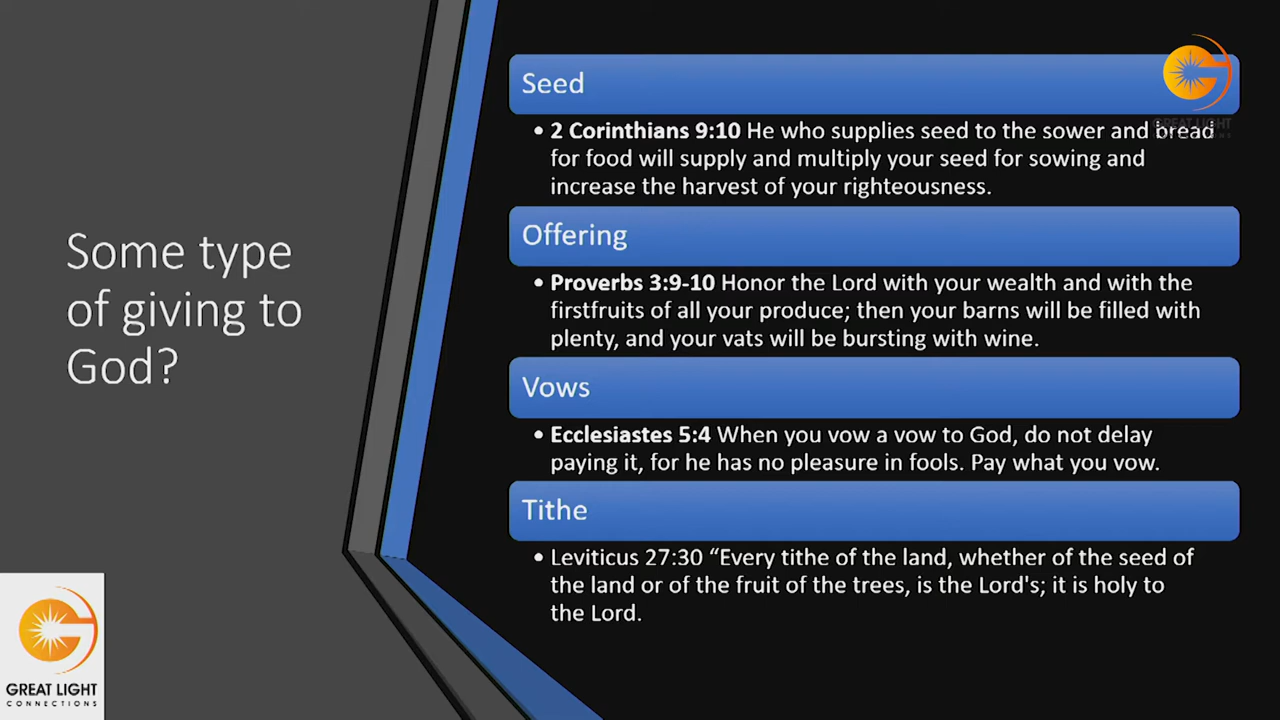 Some type
of giving to
God?
Seed
• 2 Corinthians 9:10 He who supplies seed to the sower and bread
for food will supply and multiply your seed for sowing and
increase the harvest of your righteousness.
Offering
• Proverbs 3:9-10 Honor the Lord with your wealth and with the
firstfruits of all your produce; then your barns will be filled with
plenty, and your vats will be bursting with wine.
Vows
• Ecclesiastes 5:4 When you vow a vow to God, do not delay
paying it, for he has no pleasure in fools. Pay what you vow.
Tithe
• Leviticus 27:30 “Every tithe of the land, whether of the seed of
the land or of the fruit of the trees, is the Lord's; it is holy to
the Lord.
GREAT LIGHT
CONNECTIONS
GREAT LIGHT